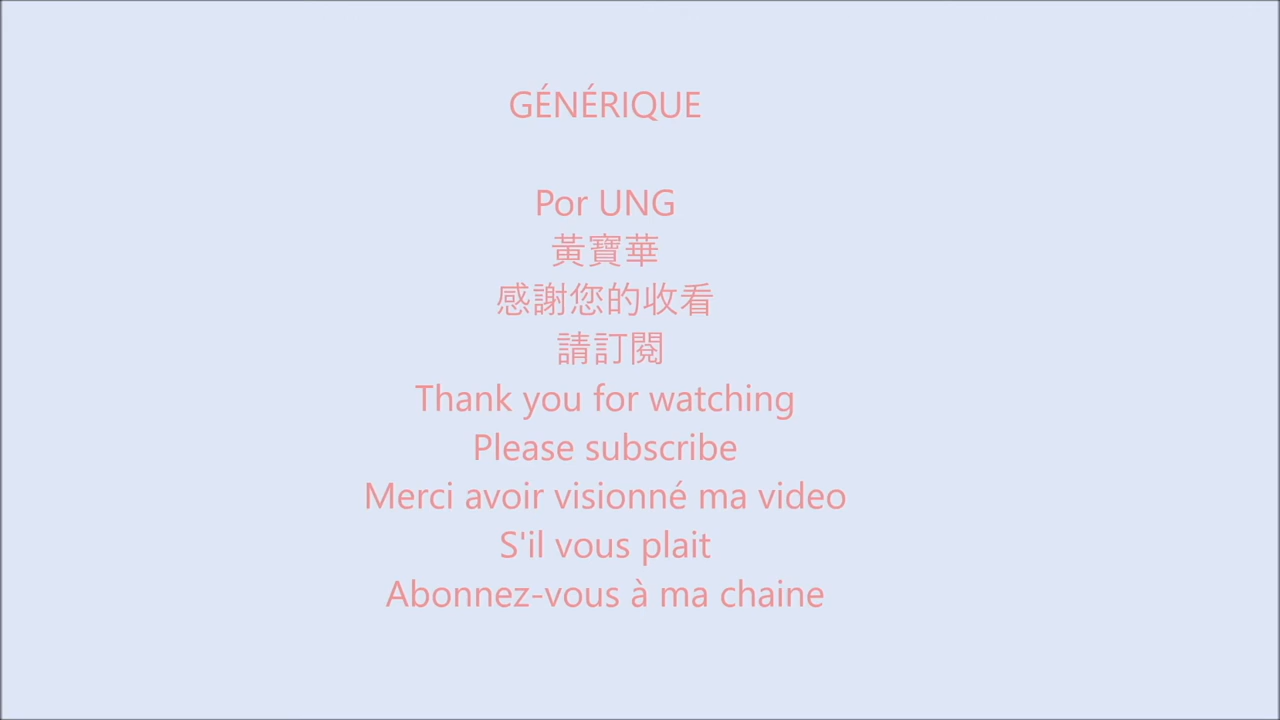 GÉNÉRIQUE
Por UNG
黃寶華
感謝您的收看
請訂閱
Thank you for watching
Please subscribe
Merci avoir visionné ma video
S'il vous plait
Abonnez-vous à ma chaine